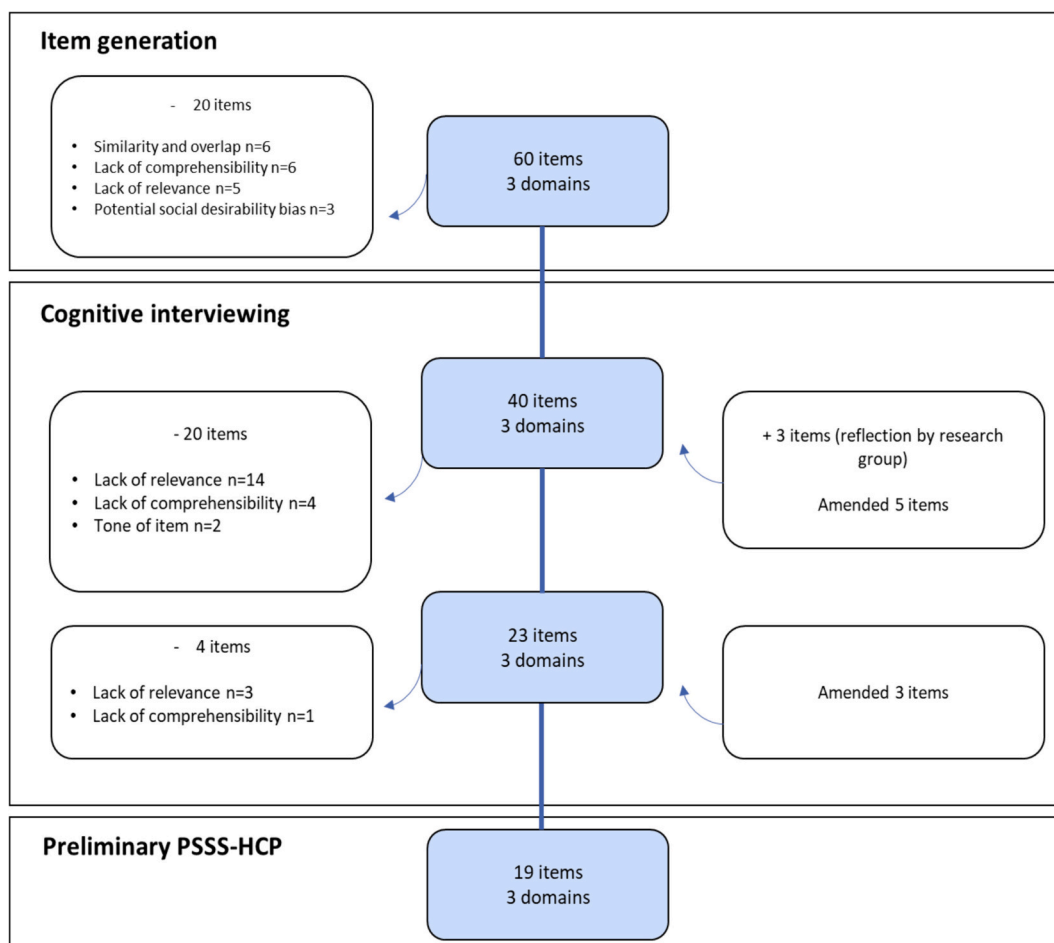 Item generation
- 20 items
• Similarity and overlap n=6
• Lack of comprehensibility n=6
• Lack of relevance n=5
• Potential social desirability bias n=3
60 items
3 domains
Cognitive interviewing
- 20 items
• Lack of relevance n=14
• Lack of comprehensibility n=4
• Tone of item n=2
40 items
3 domains
+ 3 items (reflection by research
group)
Amended 5 items
- 4 items
• Lack of relevance n=3
• Lack of comprehensibility n=1
23 items
3 domains
Amended 3 items
Preliminary PSSS-HCP
19 items
3 domains